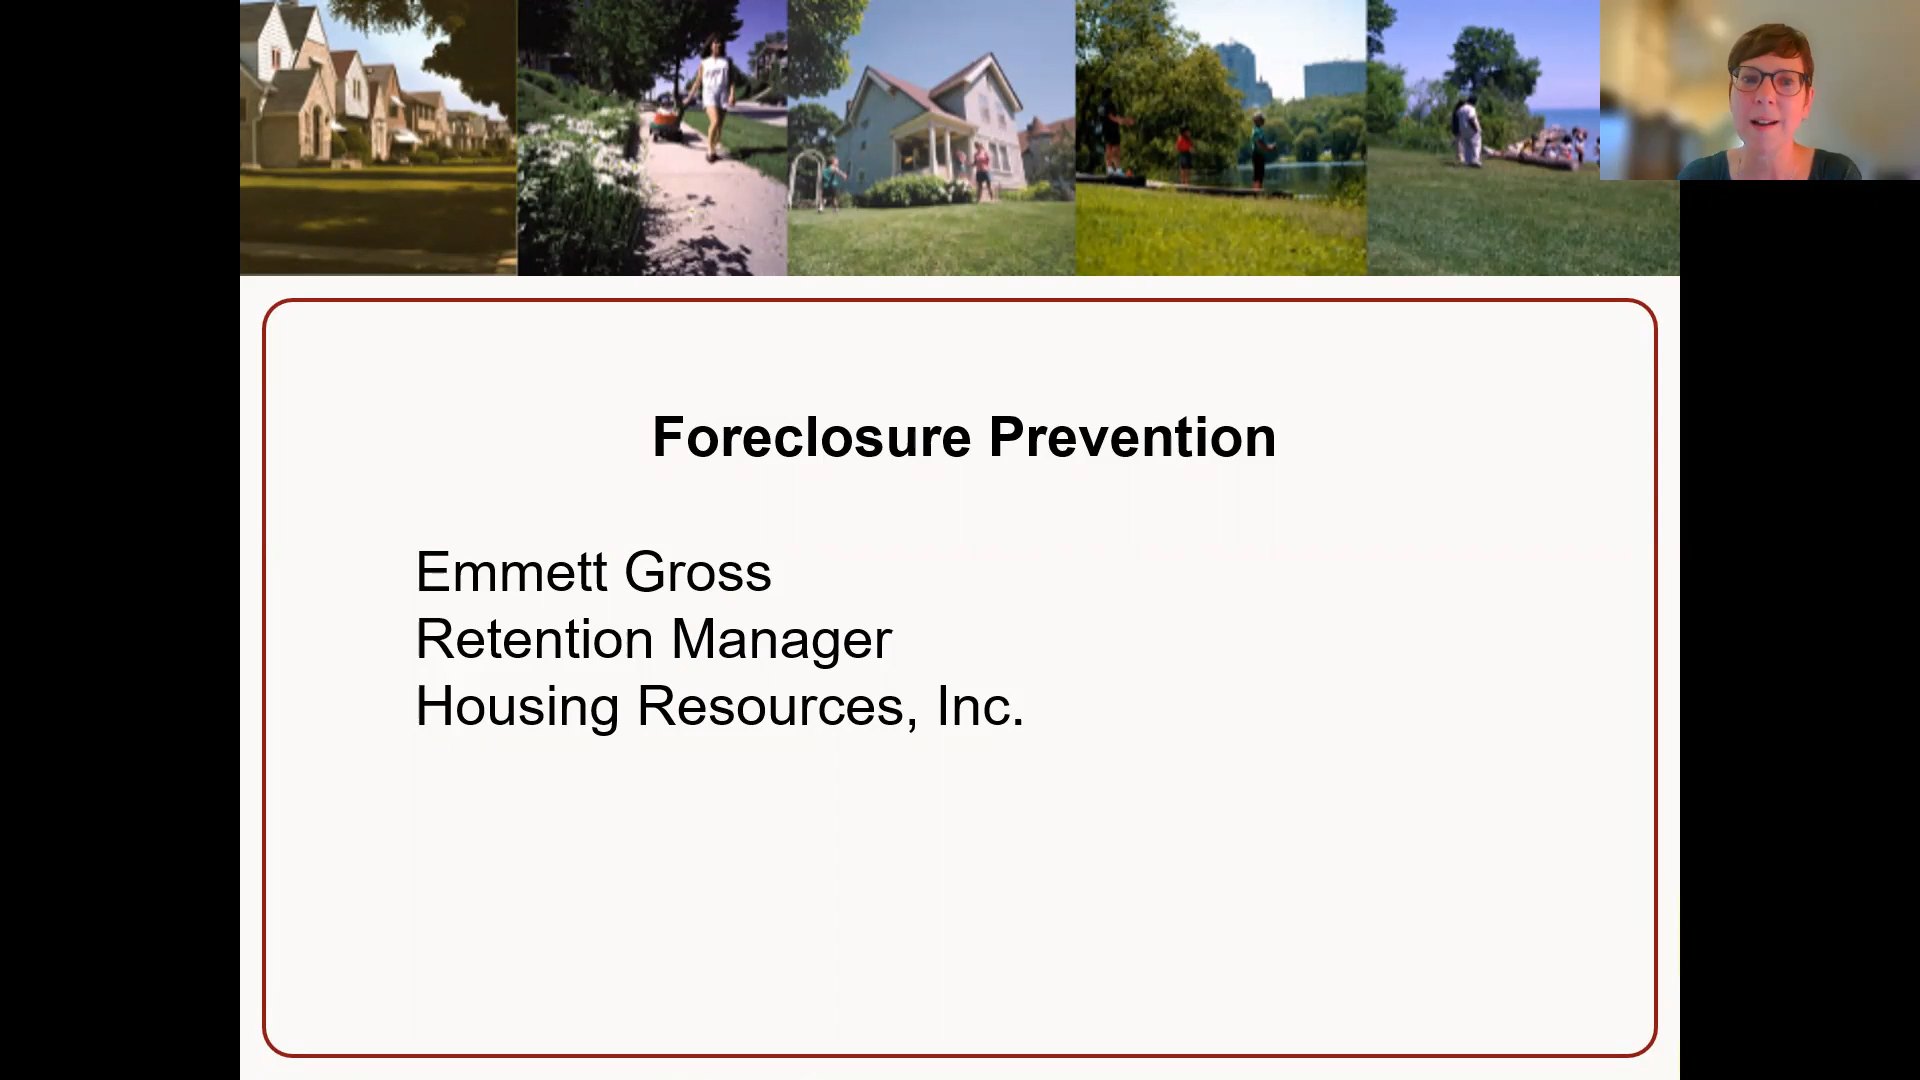 Foreclosure Prevention
Emmett Gross
Retention Manager
Housing Resources, Inc.